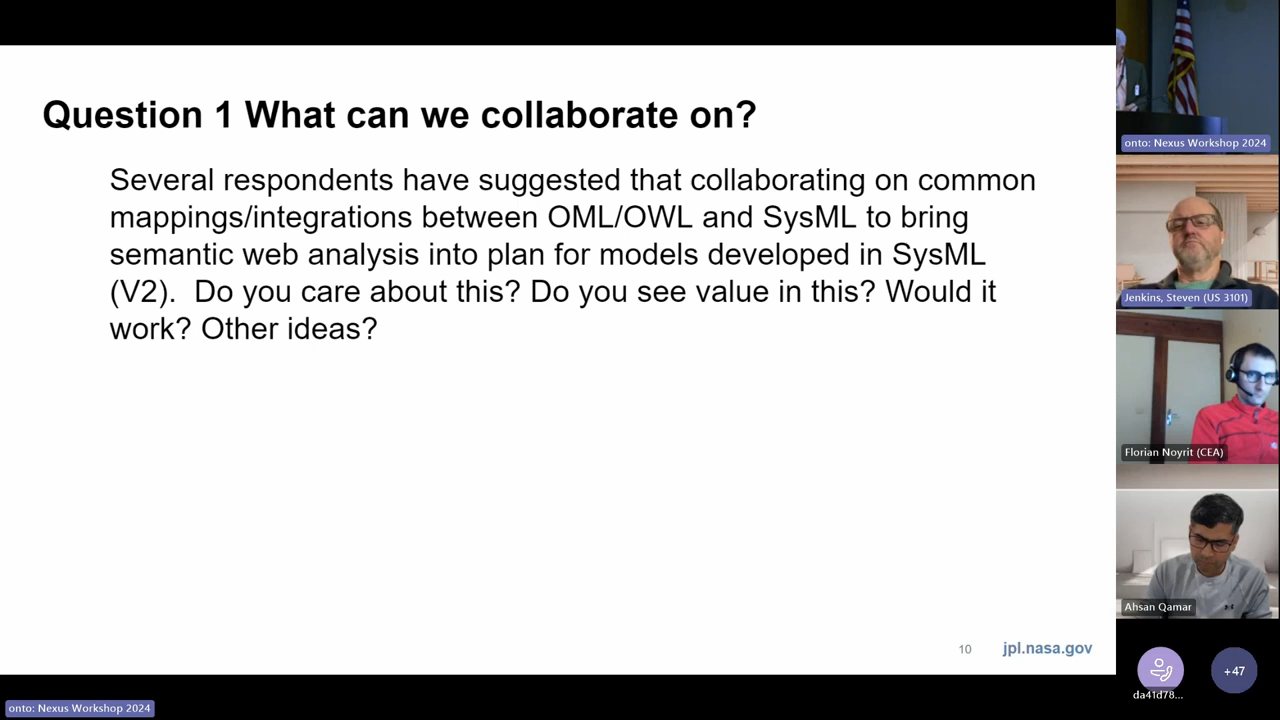 Question 1 What can we collaborate on?
Several respondents have suggested that collaborating on common
mappings/integrations between OML/OWL and SysML to bring
semantic web analysis into plan for models developed in SysML
(V2).  Do you care about this? Do you see value in this? Would it
work? Other ideas?
10
jpl.nasa.gov
onto: Nexus Workshop 2024
onto: Nexus Workshop 2024
Jenkins, Steven (US 3101)
Florian Noyrit (CEA)
Ahsan Qamar
da41d78...
+47